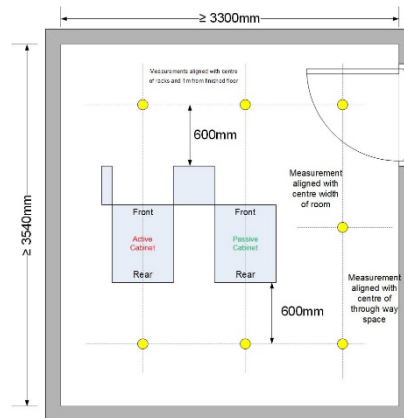 ≥ 3300mm
Measurements aligned with centre
of racks and 1m from finished floor
600mm
≥ 3540mm
Measurement
aligned with
centre width
of room
Front
Front
Active
Cabinet
Passive
Cabinet
Rear
Rear
Measurement
aligned with
centre of
through way
space
600mm